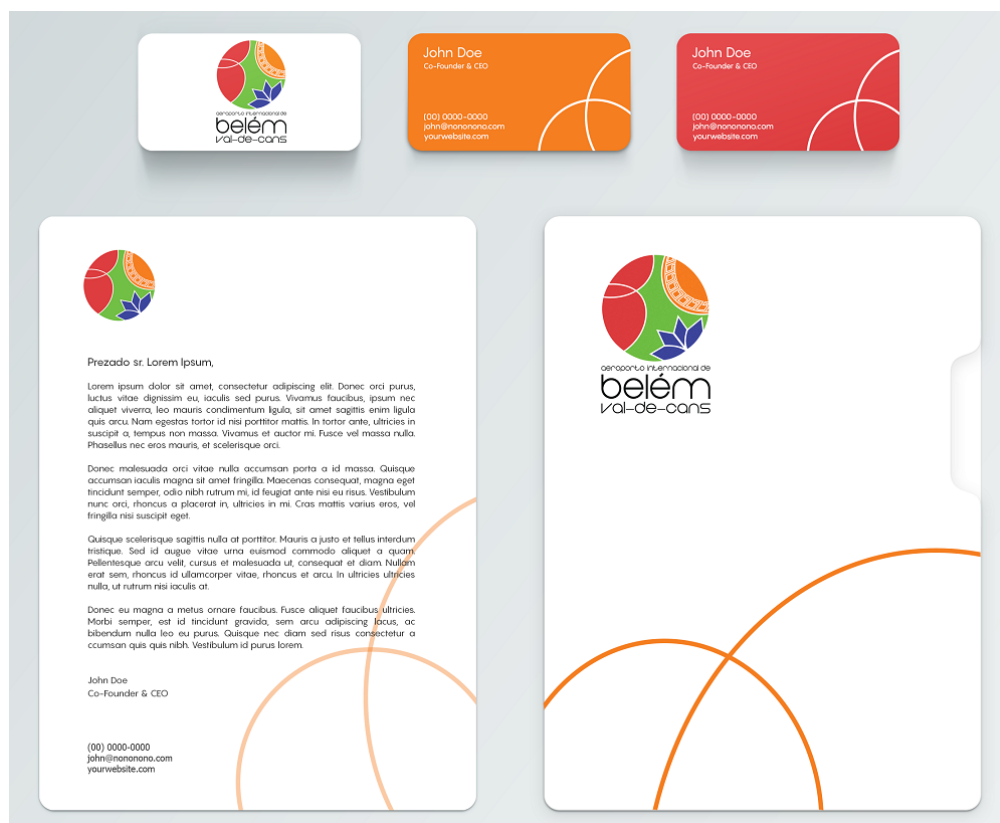 aeroporto internacional de
belém
val-de-cans
John Doe
Co-Founder & CEO
(00) 0000-0000
john@nononono.com
yourwebsite.com
John Doe
Co-Founder & CEO
(00) 0000-0000
john@nononono.com
yourwebsite.com
Prezado sr. Lorem Ipsum,
Lorem ipsum dolor sit amet, consectetur adipiscing elit. Donec orci purus,
luctus vitae dignissim eu, iaculis sed purus. Vivamus faucibus, ipsum nec
aliquet viverra, leo mauris condimentum ligula, sit amet sagittis enim ligula
quis arcu. Nam egestas tortor id nisi porttitor mattis. In tortor ante, ultricies in
suscipit a, tempus non massa. Vivamus et auctor mi. Fusce vel massa nulla.
Phasellus nec eros mauris, et scelerisque orci.
Donec malesuada orci vitae nulla accumsan porta a id massa. Quisque
accumsan iaculis magna sit amet fringilla. Maecenas consequat, magna eget
tincidunt semper, odio nibh rutrum mi, id feugiat ante nisi eu risus. Vestibulum
nunc orci, rhoncus a placerat in, ultricies in mi. Cras mattis varius eros, vel
fringilla nisi suscipit eget.
Quisque scelerisque sagittis nulla at porttitor. Mauris a justo et tellus interdum
tristique. Sed id augue vitae urna euismod commodo aliquet a quam.
Pellentesque arcu velit, cursus et malesuada ut, consequat et diam. Nullam
erat sem, rhoncus id ullamcorper vitae, rhoncus et arcu. In ultricies ultricies
nulla, ut rutrum nisi iaculis at.
Donec eu magna a metus ornare faucibus. Fusce aliquet faucibus ultricies.
Morbi semper, est id tincidunt gravida, sem arcu adipiscing lacus, ac
bibendum nulla leo eu purus. Quisque nec diam sed risus consectetur a
ccumsan quis quis nibh. Vestibulum id purus lorem.
John Doe
Co-Founder & CEO
(00) 0000-0000
john@nononono.com
yourwebsite.com
aeroporto internacional de
belém
val-de-cans